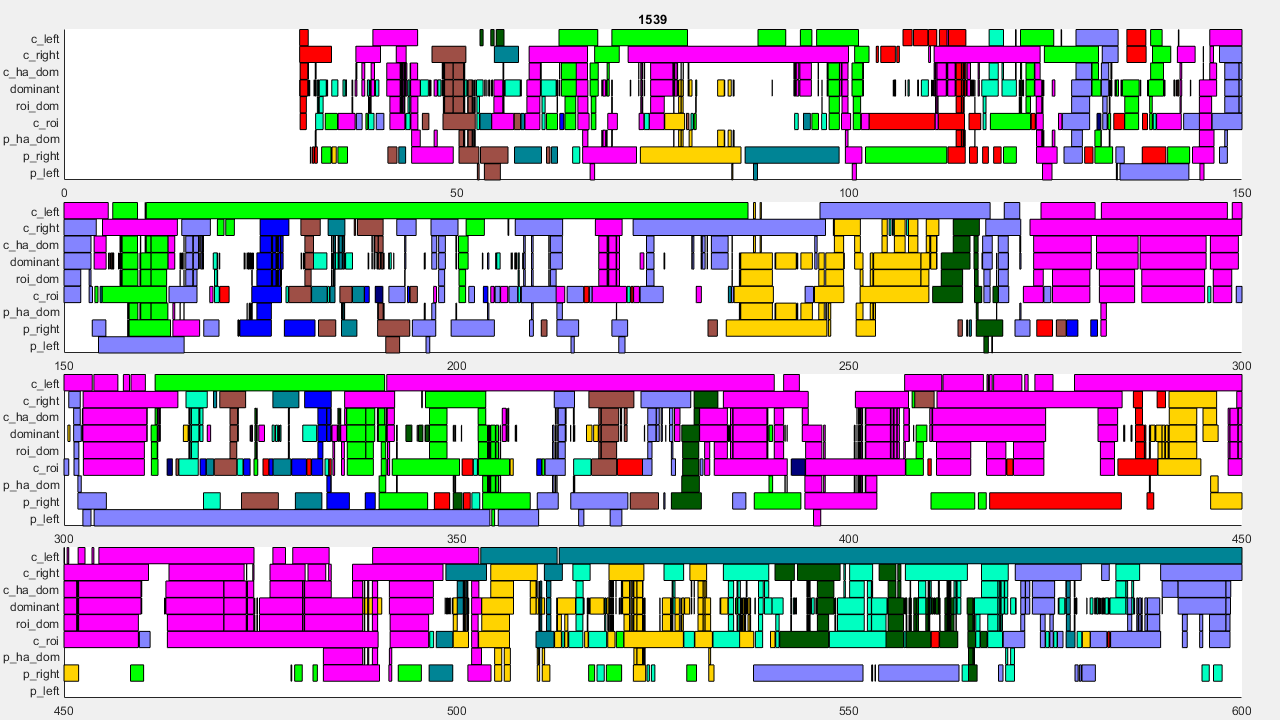 1539
c_left
c_right
c_ha_dom
dominant
roi_dom
c_roi
p_ha_dom
p_right
p_left
0 50 100 150
c_left
c_right
c_ha_dom
dominant
roi_dom
c_roi
p_ha_dom
p_right
p_left
150 200 250 300
c_left
c_right
c_ha_dom
dominant
roi_dom
c_roi
p_ha_dom
p_right
p_left
300 350 400 450
c_left
c_right
c_ha_dom
dominant
roi_dom
c_roi
p_ha_dom
p_right
p_left
450 500 550 600